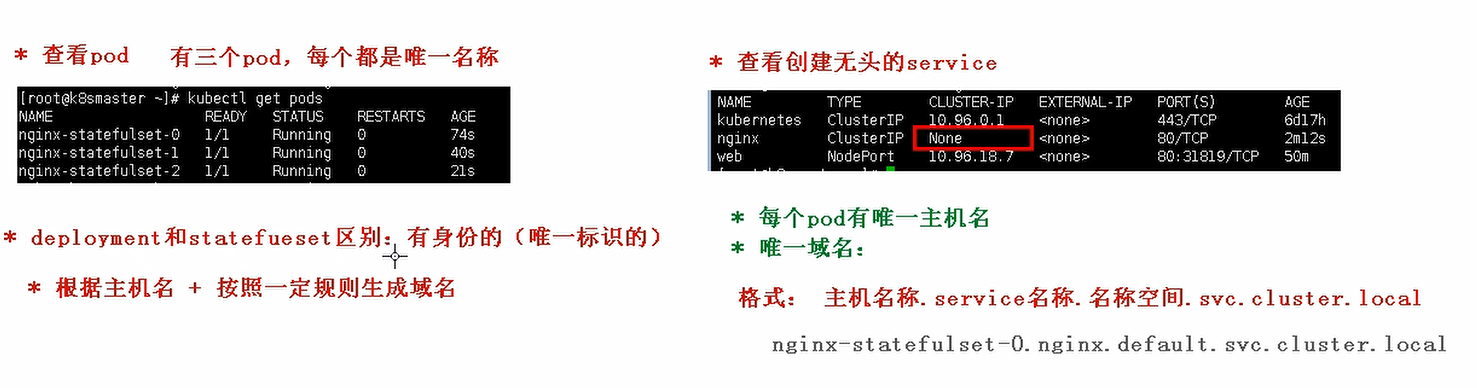 * 查看pod 有三个pod，每个都是唯一名称
[root@k8smaster ~]# kubectl get pods
NAME READY STATUS RESTARTS AGE
nginx-statefulset-0 1/1 Running 0 74s
nginx-statefulset-1 1/1 Running 0 40s
nginx-statefulset-2 1/1 Running 0 21s
* deployment和statefueset区别：有身份的（唯一标识的）
* 根据主机名 + 按照一定规则生成域名
* 查看创建无头的service
NAME TYPE CLUSTER-IP EXTERNAL-IP PORT(S) AGE
kubernetes ClusterIP 10.96.0.1 <none> 443/TCP 6d17h
nginx ClusterIP None <none> 80/TCP 2m12s
web NodePort 10.96.18.7 <none> 80:31819/TCP 50m
* 每个pod有唯一主机名
* 唯一域名：
格式： 主机名称.service名称.名称空间.svc.cluster.local
nginx-statefulset-0.nginx.default.svc.cluster.local